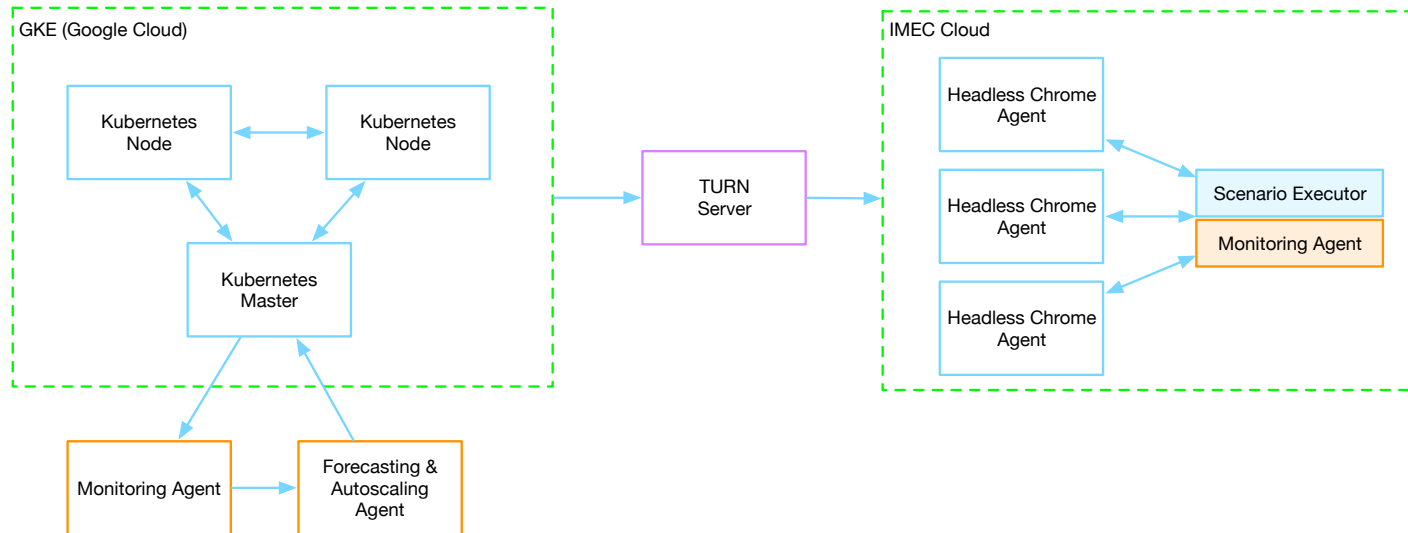 GKE (Google Cloud)
Kubernetes
Node
Kubernetes
Node
Kubernetes
Master
Monitoring Agent
Forecasting &
Autoscaling
Agent
TURN
Server
IMEC Cloud
Headless Chrome
Agent
Headless Chrome
Agent
Headless Chrome
Agent
Scenario Executor
Monitoring Agent